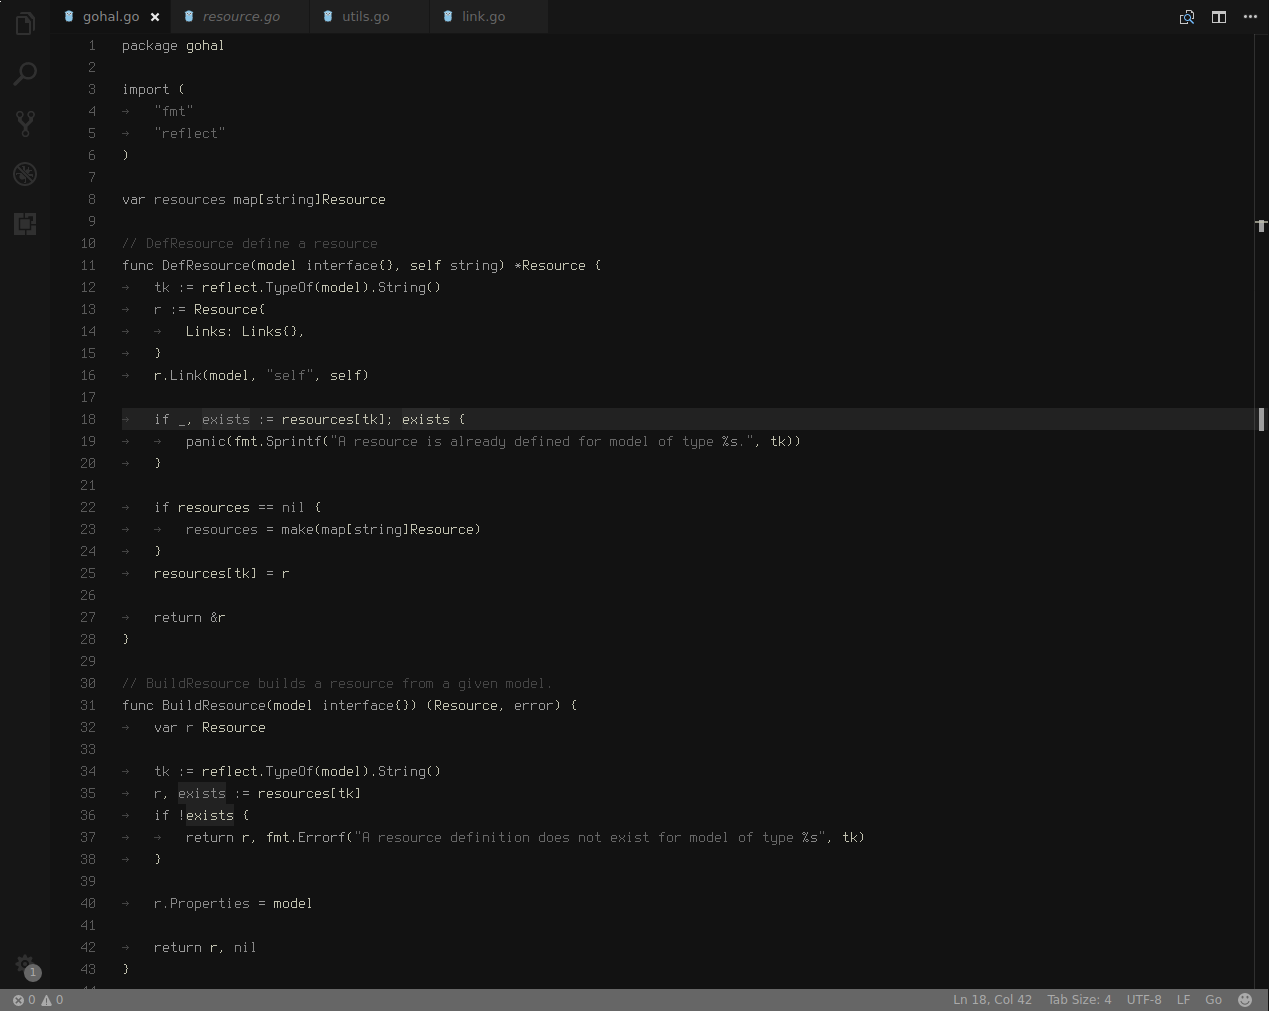 gohal.go × resource.go utils.go link.go
1 package gohal
2
3 import (
4 → "fmt"
5 → "reflect"
6 )
7
8 var resources map[string]Resource
9
10 // DefResource define a resource
11 func DefResource(model interface{}, self string) *Resource {
12 → tk := reflect.TypeOf(model).String()
13 → r := Resource{
14 → → Links: Links{},
15 → }
16 → r.Link(model, "self", self)
17
18 → if _, exists := resources[tk]; exists {
19 → → panic(fmt.Sprintf("A resource is already defined for model of type %s.", tk))
20 → }
21
22 → if resources == nil {
23 → → resources = make(map[string]Resource)
24 → }
25 → resources[tk] = r
26
27 → return &r
28 }
29
30 // BuildResource builds a resource from a given model.
31 func BuildResource(model interface{}) (Resource, error) {
32 → var r Resource
33
34 → tk := reflect.TypeOf(model).String()
35 → r, exists := resources[tk]
36 → if !exists {
37 → → return r, fmt.Errorf("A resource definition does not exist for model of type %s", tk)
38 → }
39
40 → r.Properties = model
41
42 → return r, nil
43 }
1
0 0 Ln 18, Col 42 Tab Size: 4 UTF-8 LF Go